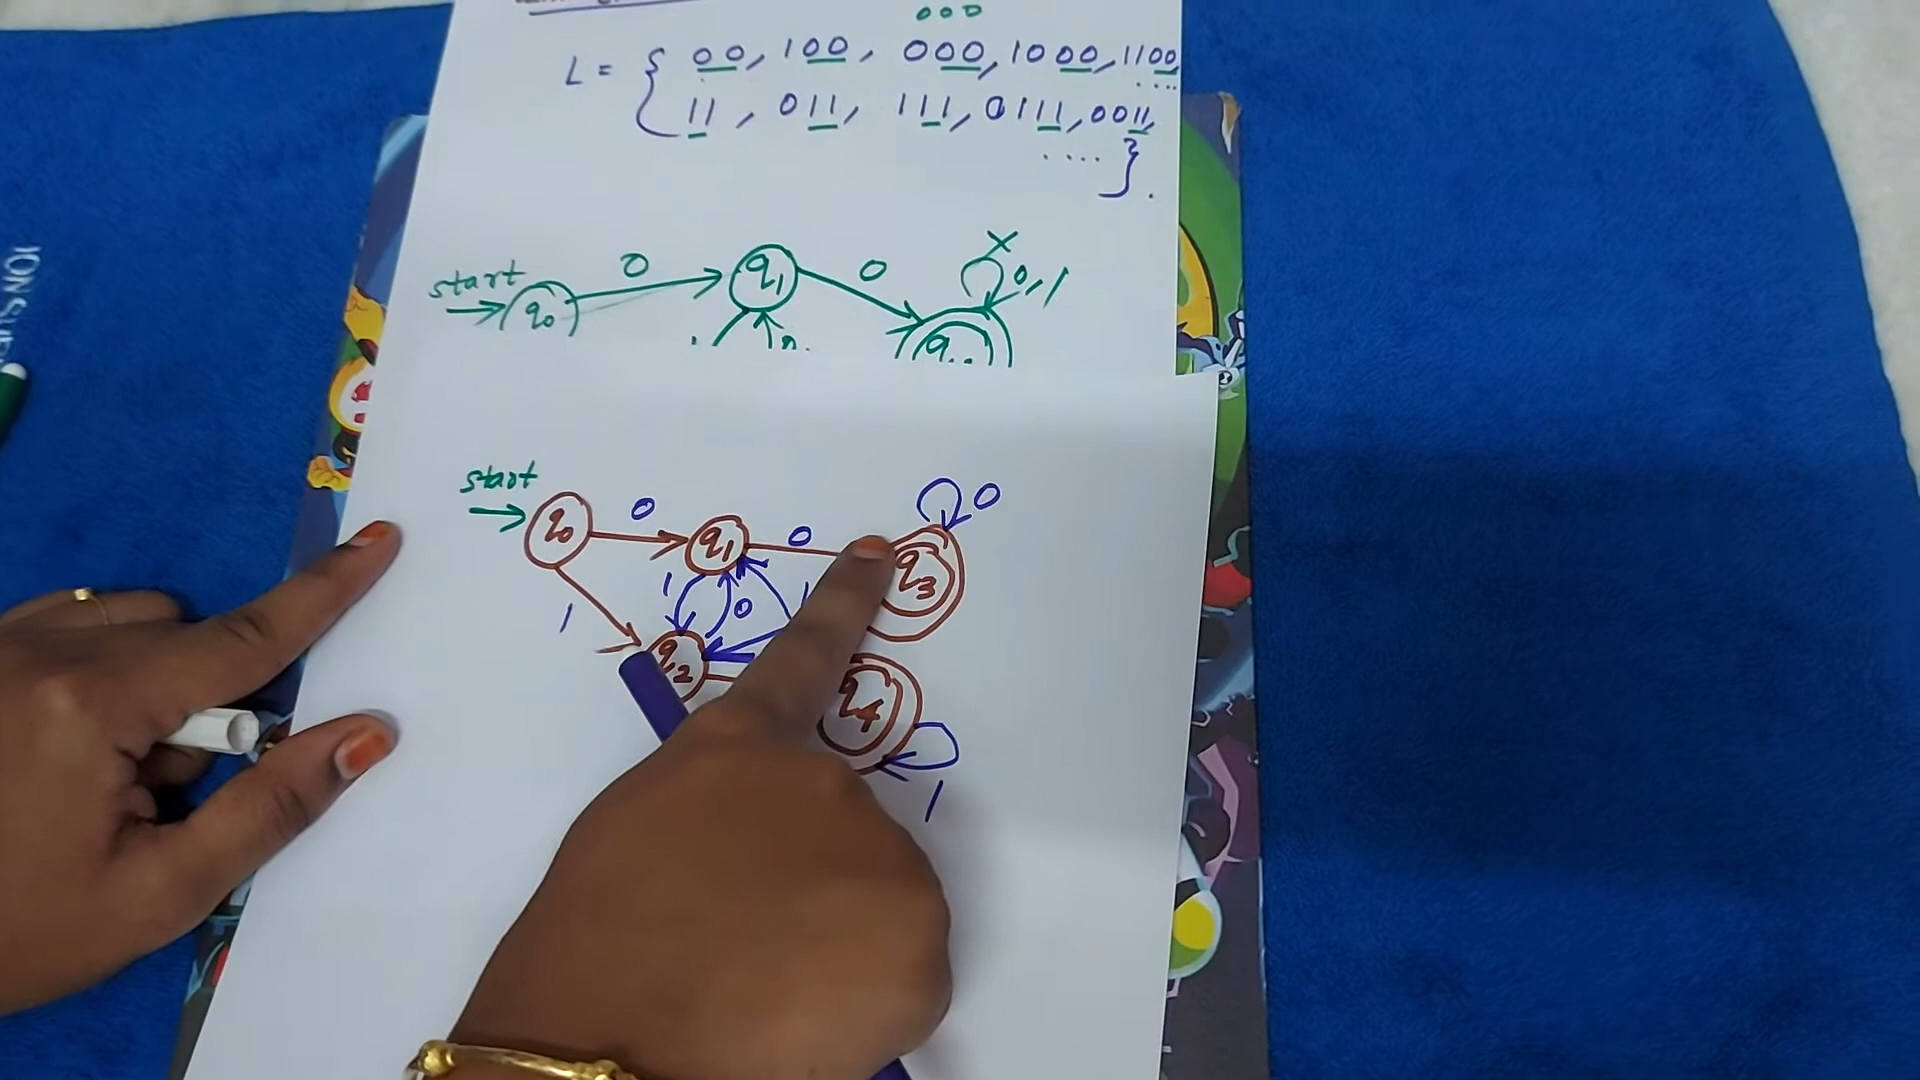 000
L = { 00, 100, 000, 1000, 1100, ....
11, 011, 111, 0111, 0011, .... }.
start q0 0 q1 0 0,1
start q0 0 q1 0 q3 0
1 1 0 1
q2 q4
1